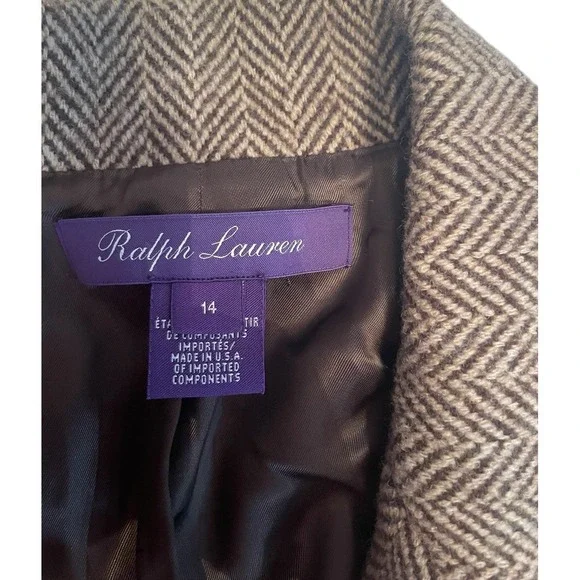 Ralph Lauren
14
DE COMPOSANTS
IMPORTÉS/
MADE IN U.S.A.
OF IMPORTED
COMPONENTS